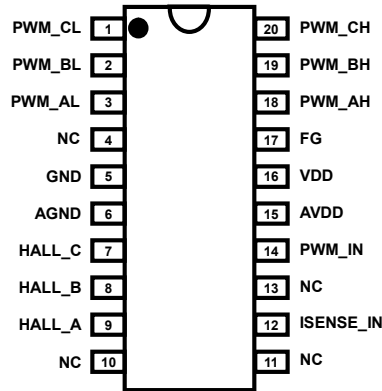 PWM_CL 1 20 PWM_CH
PWM_BL 2 19 PWM_BH
PWM_AL 3 18 PWM_AH
NC 4 17 FG
GND 5 16 VDD
AGND 6 15 AVDD
HALL_C 7 14 PWM_IN
HALL_B 8 13 NC
HALL_A 9 12 ISENSE_IN
NC 10 11 NC